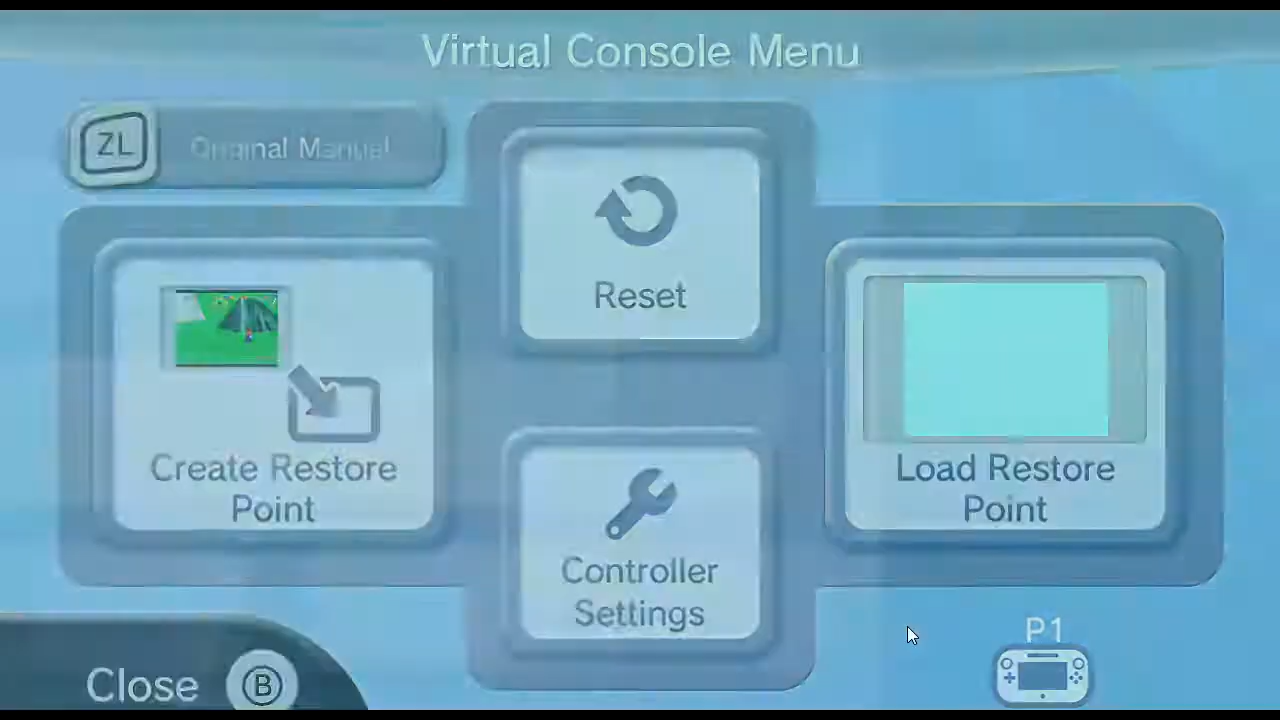 Virtual Console Menu
ZL
Original Manual
Reset
Create Restore
Point
Load Restore
Point
Controller
Settings
P1
Close B